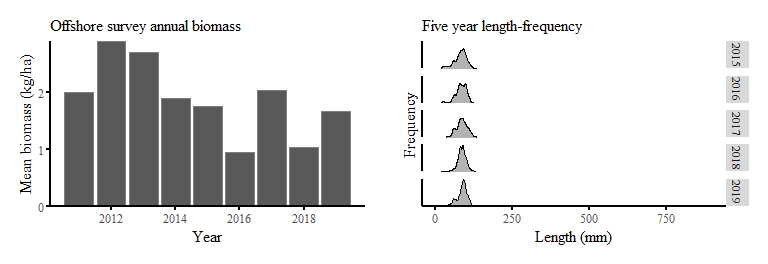 Offshore survey annual biomass
Mean biomass (kg/ha)
2
1
0
2012
2014
2016
2018
Year
Five year length-frequency
Frequency
2015
2016
2017
2018
2019
0
250
500
750
Length (mm)